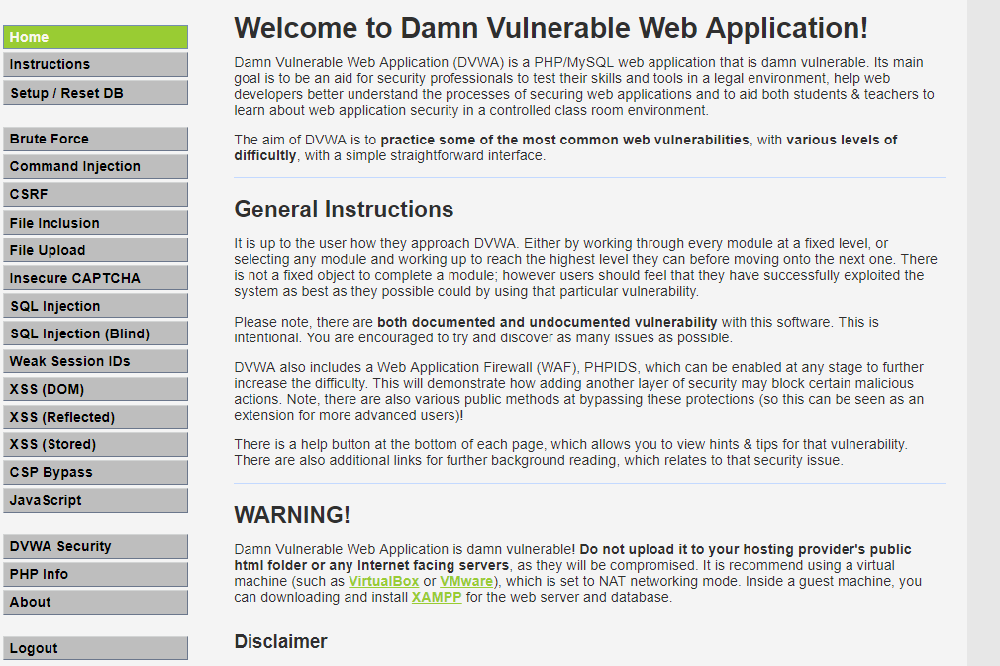 Home
Instructions
Setup / Reset DB
Brute Force
Command Injection
CSRF
File Inclusion
File Upload
Insecure CAPTCHA
SQL Injection
SQL Injection (Blind)
Weak Session IDs
XSS (DOM)
XSS (Reflected)
XSS (Stored)
CSP Bypass
JavaScript
DVWA Security
PHP Info
About
Logout
Welcome to Damn Vulnerable Web Application!
Damn Vulnerable Web Application (DVWA) is a PHP/MySQL web application that is damn vulnerable. Its main
goal is to be an aid for security professionals to test their skills and tools in a legal environment, help web
developers better understand the processes of securing web applications and to aid both students & teachers to
learn about web application security in a controlled class room environment.
The aim of DVWA is to practice some of the most common web vulnerabilities, with various levels of
difficultly, with a simple straightforward interface.
General Instructions
It is up to the user how they approach DVWA. Either by working through every module at a fixed level, or
selecting any module and working up to reach the highest level they can before moving onto the next one. There
is not a fixed object to complete a module; however users should feel that they have successfully exploited the
system as best as they possible could by using that particular vulnerability.
Please note, there are both documented and undocumented vulnerability with this software. This is
intentional. You are encouraged to try and discover as many issues as possible.
DVWA also includes a Web Application Firewall (WAF), PHPIDS, which can be enabled at any stage to further
increase the difficulty. This will demonstrate how adding another layer of security may block certain malicious
actions. Note, there are also various public methods at bypassing these protections (so this can be seen as an
extension for more advanced users)!
There is a help button at the bottom of each page, which allows you to view hints & tips for that vulnerability.
There are also additional links for further background reading, which relates to that security issue.
WARNING!
Damn Vulnerable Web Application is damn vulnerable! Do not upload it to your hosting provider's public
html folder or any Internet facing servers, as they will be compromised. It is recommend using a virtual
machine (such as VirtualBox or VMware), which is set to NAT networking mode. Inside a guest machine, you
can downloading and install XAMPP for the web server and database.
Disclaimer